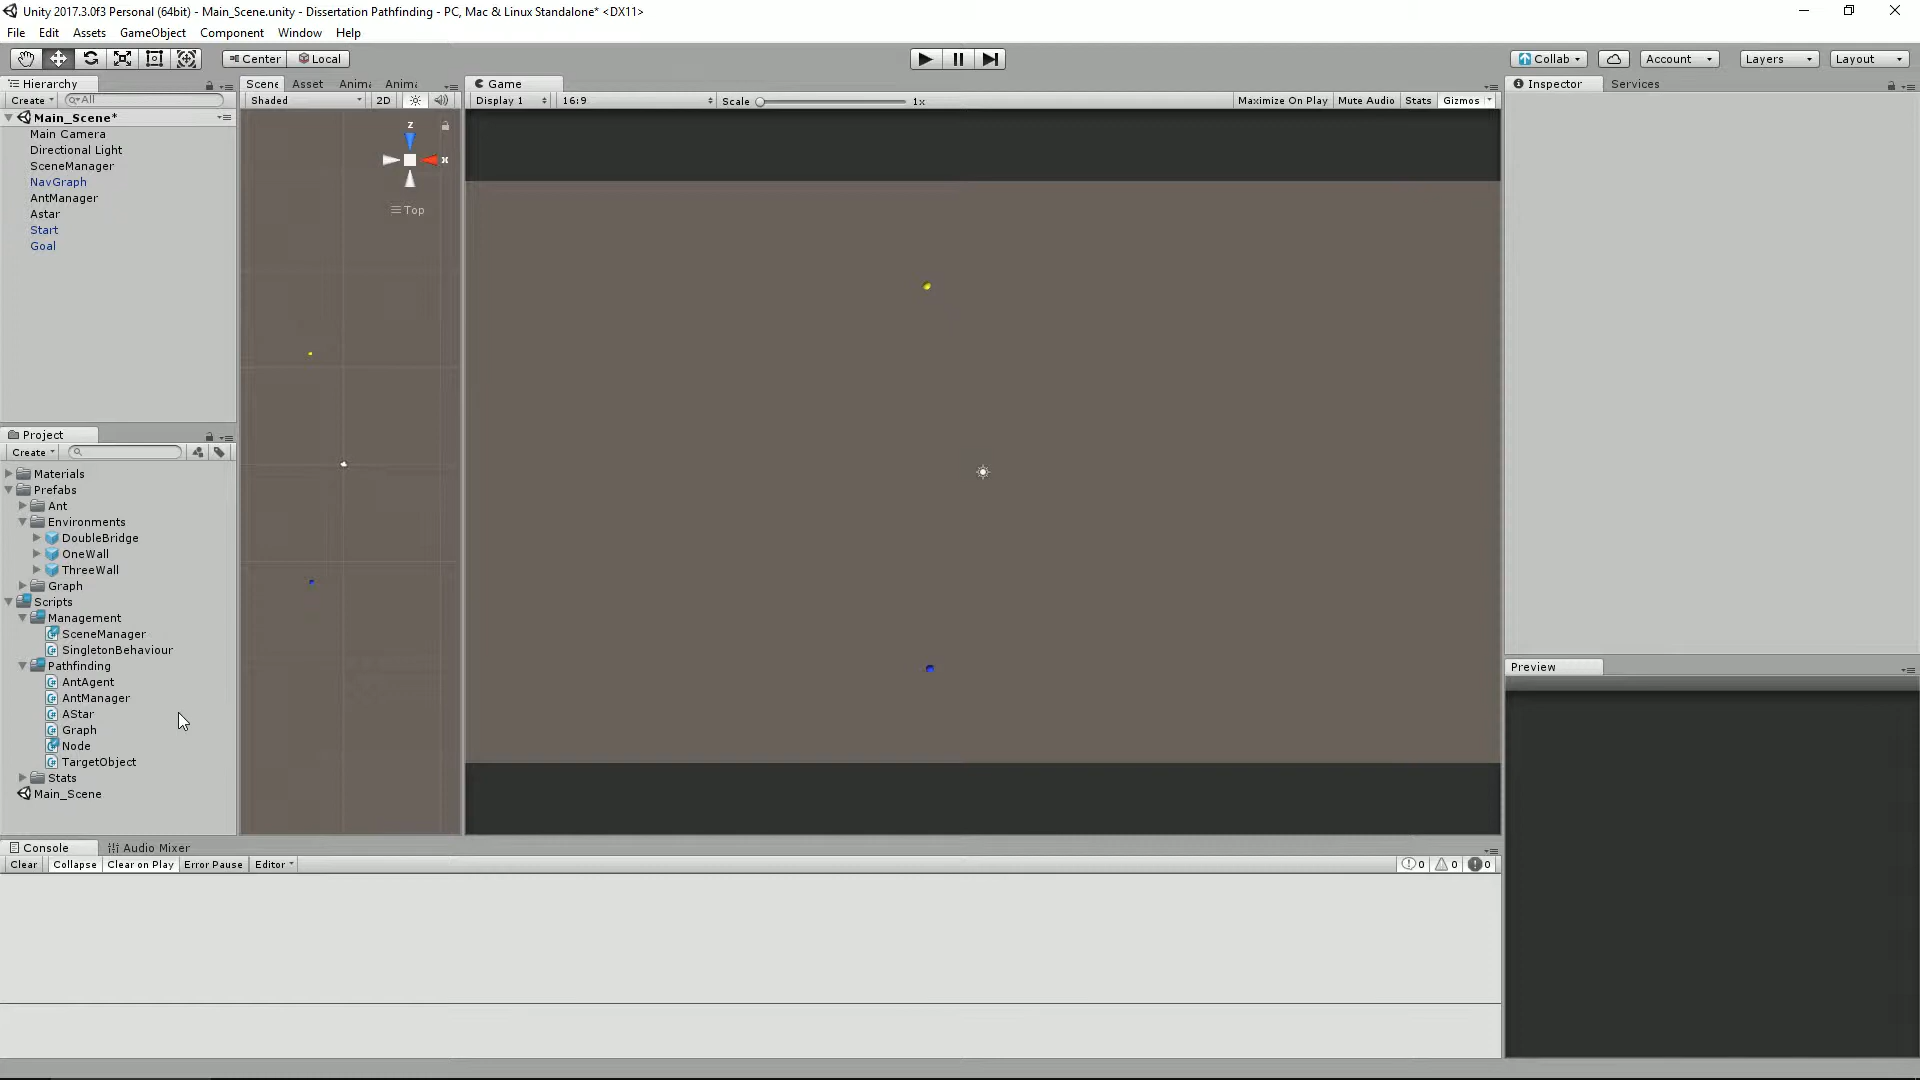 Unity 2017.3.0f3 Personal (64bit) - Main_Scene.unity - Dissertation Pathfinding - PC, Mac & Linux Standalone* <DX11>
File Edit Assets GameObject Component Window Help
Center Local Collab Account Layers Layout
Hierarchy
Create All
Main_Scene*
Main Camera
Directional Light
SceneManager
NavGraph
AntManager
Astar
Start
Goal
Scene Asset Anima Anima
Shaded 2D
z
x
Top
Game
Display 1 16:9 Scale 1x Maximize On Play Mute Audio Stats Gizmos
Inspector Services
Project
Create
Materials
Prefabs
Ant
Environments
DoubleBridge
OneWall
ThreeWall
Graph
Scripts
Management
SceneManager
SingletonBehaviour
Pathfinding
AntAgent
AntManager
AStar
Graph
Node
TargetObject
Stats
Main_Scene
Preview
Console Audio Mixer
Clear Collapse Clear on Play Error Pause Editor 0 0 0